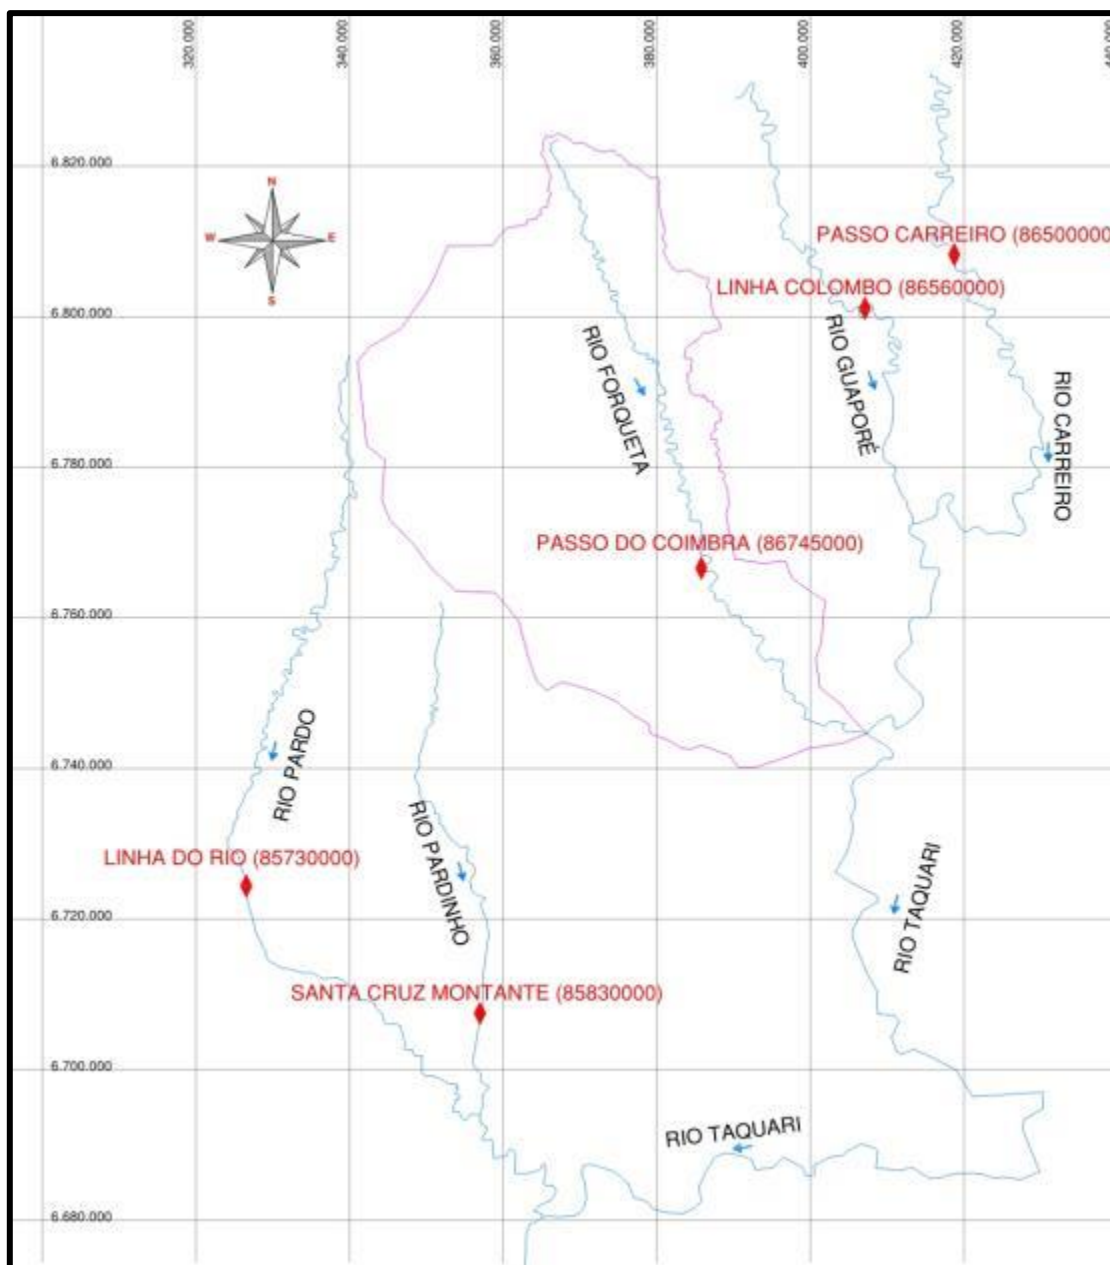 320.000
340.000
360.000
380.000
400.000
420.000
6.820.000
N
W E
S
PASSO CARREIRO (86500000
LINHA COLOMBO (86560000)
6.800.000
RIO FORQUETA
RIO GUAPORÉ
RIO CARREIRO
6.780.000
PASSO DO COIMBRA (86745000)
6.760.000
RIO PARDO
6.740.000
RIO PARDINHO
LINHA DO RIO (85730000)
RIO TAQUARI
6.720.000
SANTA CRUZ MONTANTE (85830000)
6.700.000
RIO TAQUARI
6.680.000